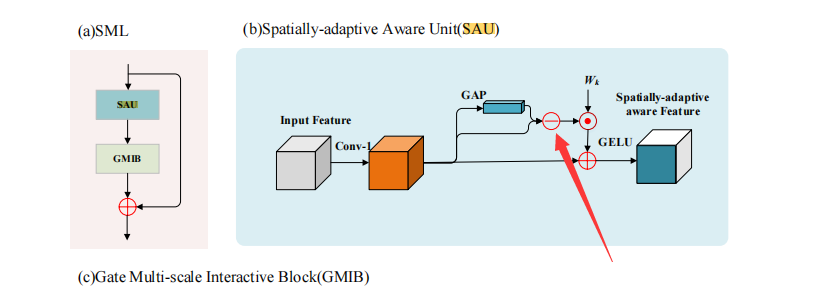 (a)SML
(b)Spatially-adaptive Aware Unit(SAU)
SAU
GMIB
Input Feature
Conv-1
GAP
Wk
Spatially-adaptive
aware Feature
GELU
(c)Gate Multi-scale Interactive Block(GMIB)